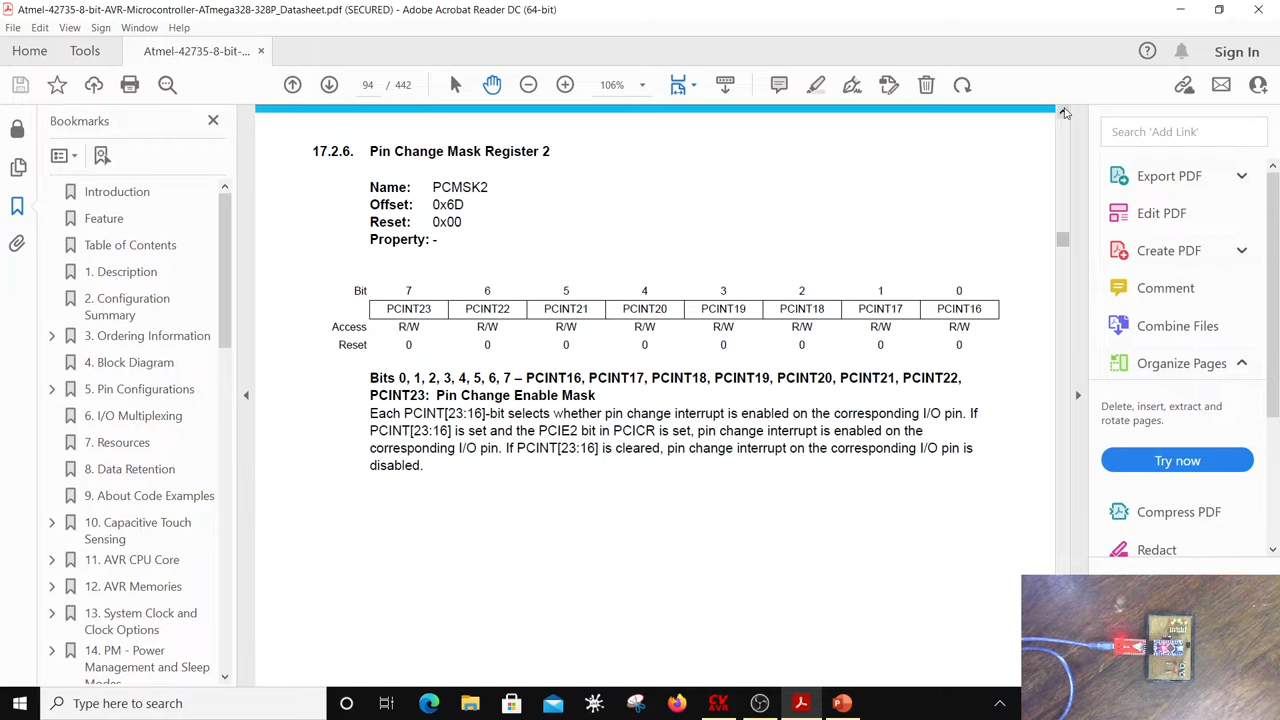 Atmel-42735-8-bit-AVR-Microcontroller-ATmega328-328P_Datasheet.pdf (SECURED) - Adobe Acrobat Reader DC (64-bit)
File Edit View Sign Window Help
Home Tools Atmel-42735-8-bit-... × Sign In
94 / 442 106%
Bookmarks
Introduction
Feature
Table of Contents
1. Description
2. Configuration
Summary
3. Ordering Information
4. Block Diagram
5. Pin Configurations
6. I/O Multiplexing
7. Resources
8. Data Retention
9. About Code Examples
10. Capacitive Touch
Sensing
11. AVR CPU Core
12. AVR Memories
13. System Clock and
Clock Options
14. PM - Power
Management and Sleep
Modes
17.2.6. Pin Change Mask Register 2
Name: PCMSK2
Offset: 0x6D
Reset: 0x00
Property: -
Bit 7 6 5 4 3 2 1 0
PCINT23 PCINT22 PCINT21 PCINT20 PCINT19 PCINT18 PCINT17 PCINT16
Access R/W R/W R/W R/W R/W R/W R/W R/W
Reset 0 0 0 0 0 0 0 0
Bits 0, 1, 2, 3, 4, 5, 6, 7 – PCINT16, PCINT17, PCINT18, PCINT19, PCINT20, PCINT21, PCINT22,
PCINT23: Pin Change Enable Mask
Each PCINT[23:16]-bit selects whether pin change interrupt is enabled on the corresponding I/O pin. If
PCINT[23:16] is set and the PCIE2 bit in PCICR is set, pin change interrupt is enabled on the
corresponding I/O pin. If PCINT[23:16] is cleared, pin change interrupt on the corresponding I/O pin is
disabled.
Search 'Add Link'
Export PDF
Edit PDF
Create PDF
Comment
Combine Files
Organize Pages
Delete, insert, extract and
rotate pages.
Try now
Compress PDF
Redact
Type here to search
CV
AVR